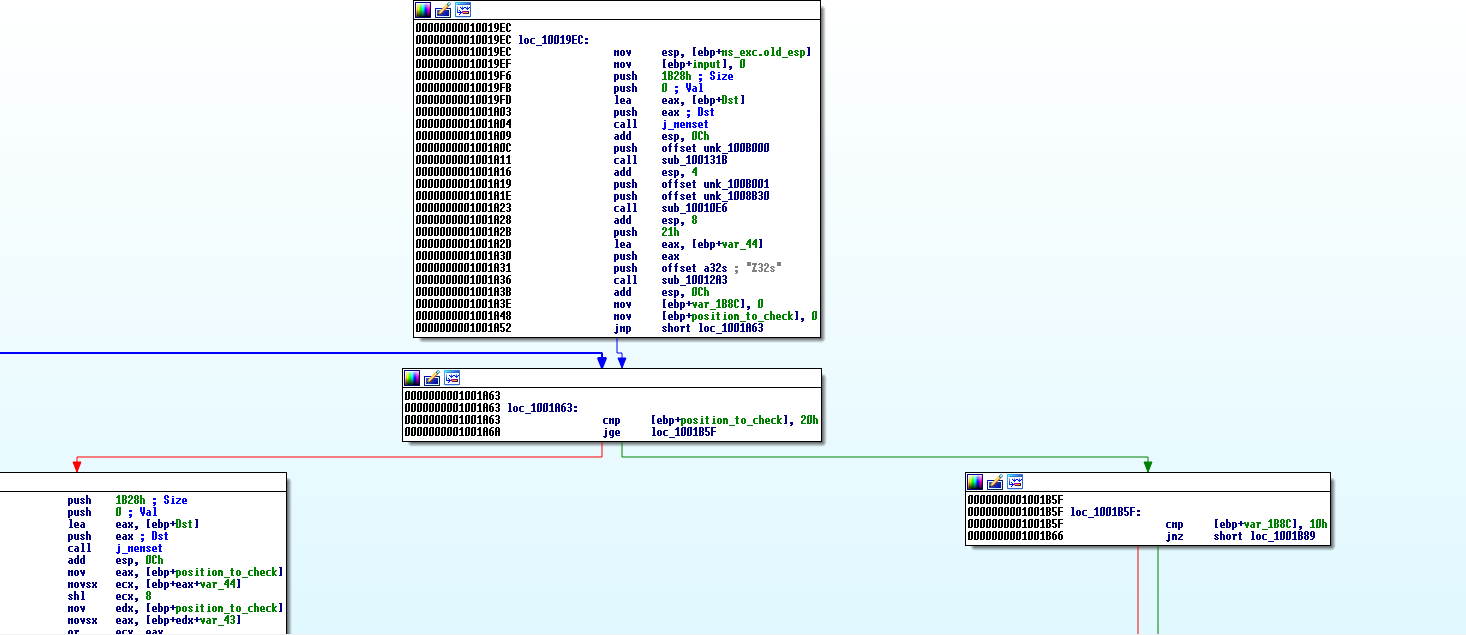 00000000010019EC
00000000010019EC loc_10019EC:
00000000010019EC mov esp, [ebp+ms_exc.old_esp]
00000000010019EF mov [ebp+input], 0
00000000010019F6 push 1B28h ; Size
00000000010019FB push 0 ; Val
00000000010019FD lea eax, [ebp+Dst]
0000000001001A03 push eax ; Dst
0000000001001A04 call j_memset
0000000001001A09 add esp, 0Ch
0000000001001A0C push offset unk_100B000
0000000001001A11 call sub_100131B
0000000001001A16 add esp, 4
0000000001001A19 push offset unk_100B001
0000000001001A1E push offset unk_1008B30
0000000001001A23 call sub_10010E6
0000000001001A28 add esp, 8
0000000001001A2B push 21h
0000000001001A2D lea eax, [ebp+var_44]
0000000001001A30 push eax
0000000001001A31 push offset a32s ; "%32s"
0000000001001A36 call sub_10012A3
0000000001001A3B add esp, 0Ch
0000000001001A3E mov [ebp+var_1B8C], 0
0000000001001A48 mov [ebp+position_to_check], 0
0000000001001A52 jmp short loc_1001A63
0000000001001A63
0000000001001A63 loc_1001A63:
0000000001001A63 cmp [ebp+position_to_check], 20h
0000000001001A6A jge loc_1001B5F
push 1B28h ; Size
push 0 ; Val
lea eax, [ebp+Dst]
push eax ; Dst
call j_memset
add esp, 0Ch
mov eax, [ebp+position_to_check]
movsx ecx, [ebp+eax+var_44]
shl ecx, 8
mov edx, [ebp+position_to_check]
movsx eax, [ebp+edx+var_43]
or ecx, eax
0000000001001B5F
0000000001001B5F loc_1001B5F:
0000000001001B5F cmp [ebp+var_1B8C], 10h
0000000001001B66 jnz short loc_1001B89